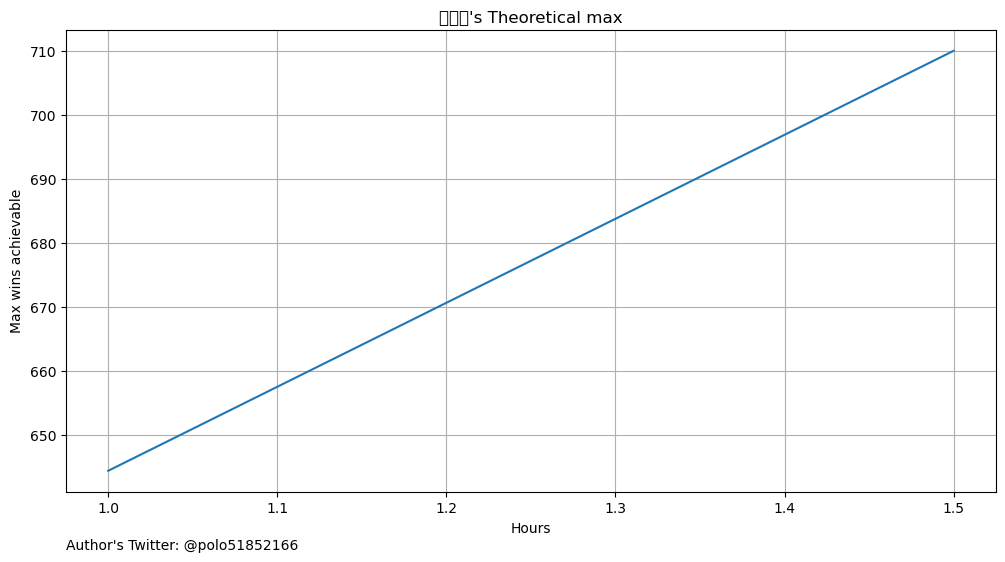 's Theoretical max
710
700
690
680
670
660
650
Max wins achievable
1.0 1.1 1.2 1.3 1.4 1.5
Hours
Author's Twitter: @polo51852166